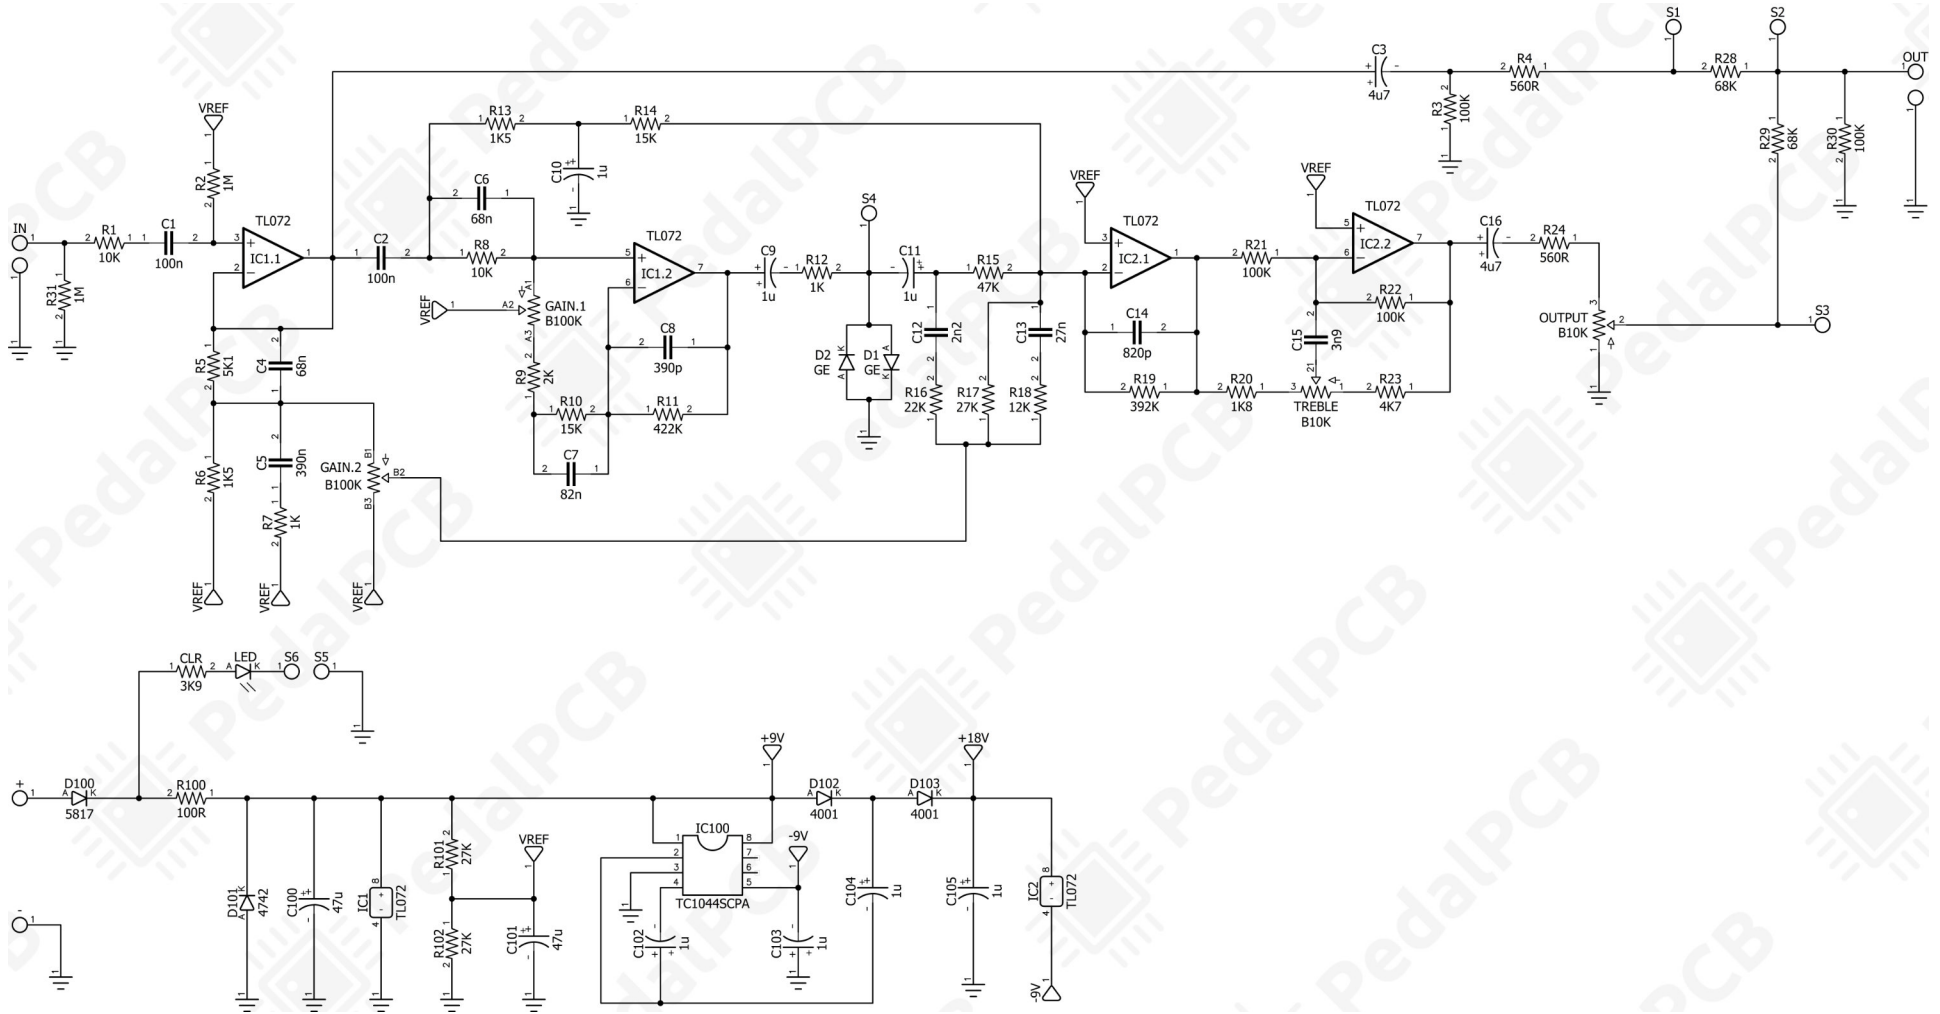 S1
S2
C3
4u7
R4
560R
R28
68K
OUT
R3
100K
R29
68K
R30
100K
VREF
R13
1K5
R14
15K
C10
1u
R2
1M
C6
68n
S4
VREF
TL072
VREF
TL072
IN
R1
10K
C1
100n
TL072
IC1.1
C2
100n
R8
10K
TL072
IC1.2
C9
1u
R12
1K
C11
1u
R15
47K
IC2.1
R21
100K
IC2.2
C16
4u7
R24
560R
R31
1M
VREF
GAIN.1
B100K
C8
390p
C12
2n2
C13
27n
C14
820p
R22
100K
C15
3n9
OUTPUT
B10K
S3
R5
5K1
C4
68n
R9
2K
D2
GE
D1
GE
R10
15K
R11
422K
R16
22K
R17
27K
R18
12K
R19
392K
R20
1K8
TREBLE
B10K
R23
4K7
R6
1K5
C5
390n
GAIN.2
B100K
C7
82n
R7
1K
VREF
VREF
VREF
CLR
3K9
LED
S6
S5
+9V
+18V
D100
5817
R100
100R
D102
4001
D103
4001
IC100
-9V
VREF
R101
27K
TC1044SCPA
D101
4742
C100
47u
IC1
TL072
R102
27K
C101
47u
C102
1u
C103
1u
C104
1u
C105
1u
IC2
TL072
-9V
PedalPCB